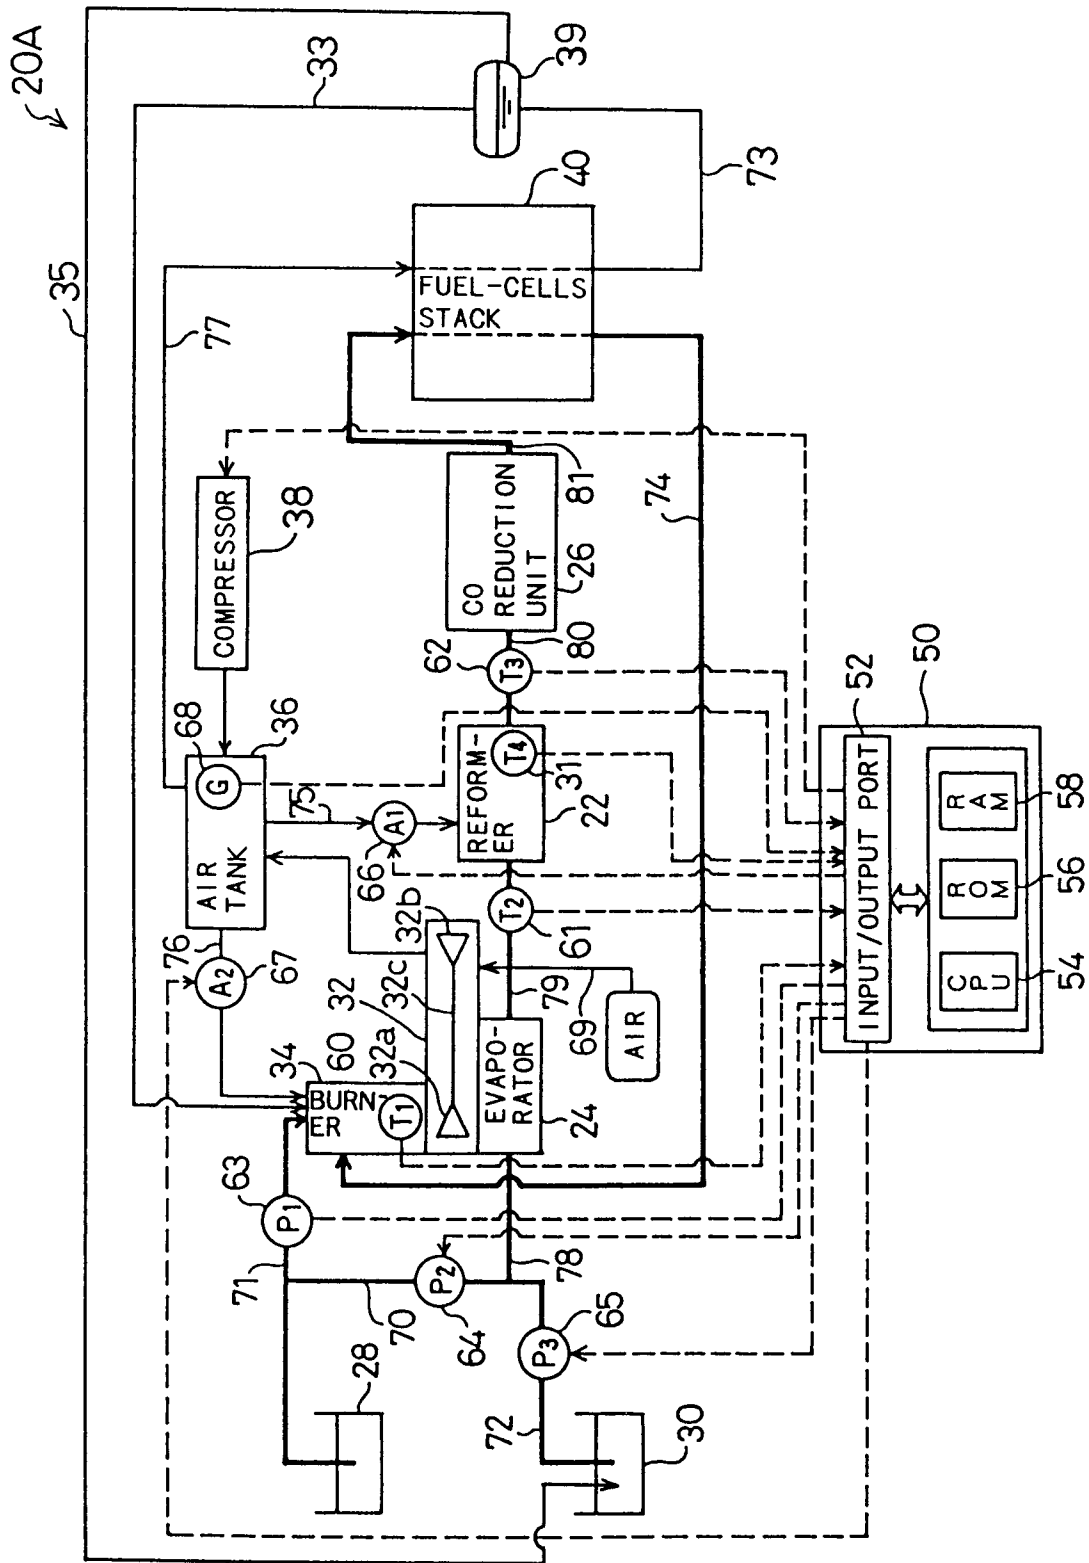 20A
35
33
39
77
73
40
FUEL-CELLS
STACK
COMPRESSOR
38
81
74
CO
REDUCTION
UNIT
26
80
62
T3
68
G
36
AIR
TANK
75
A1
66
REFORM-
ER
T4
31
22
76
A2
67
T2
61
79
32b
32c
32
32a
69
AIR
34
60
BURN-
ER
T1
EVAPO-
RATOR
24
63
P1
71
70
P2
64
78
65
P3
72
28
30
50
52
INPUT/OUTPUT PORT
RAM
58
ROM
56
CPU
54